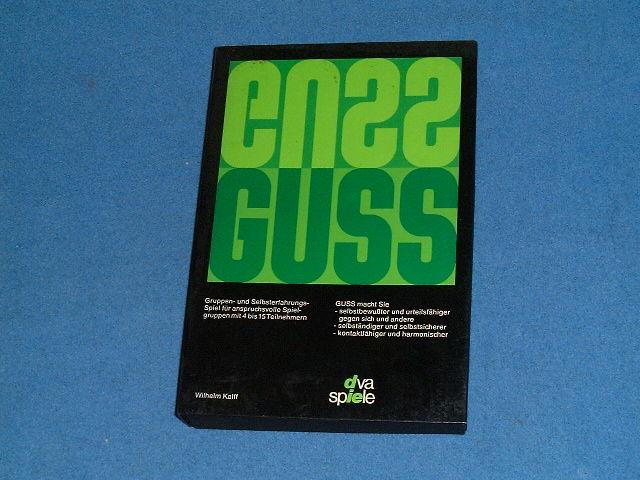 GUSS
GUSS
Gruppen- und Selbsterfahrungs-
Spiel für anspruchsvolle Spiel-
gruppen mit 4 bis 15 Teilnehmern
GUSS macht Sie
- selbstbewußter und urteilsfähiger
gegen sich und andere
- selbständiger und selbstsicherer
- kontaktfähiger und harmonischer
Wilhelm Kalff
dva
spiele